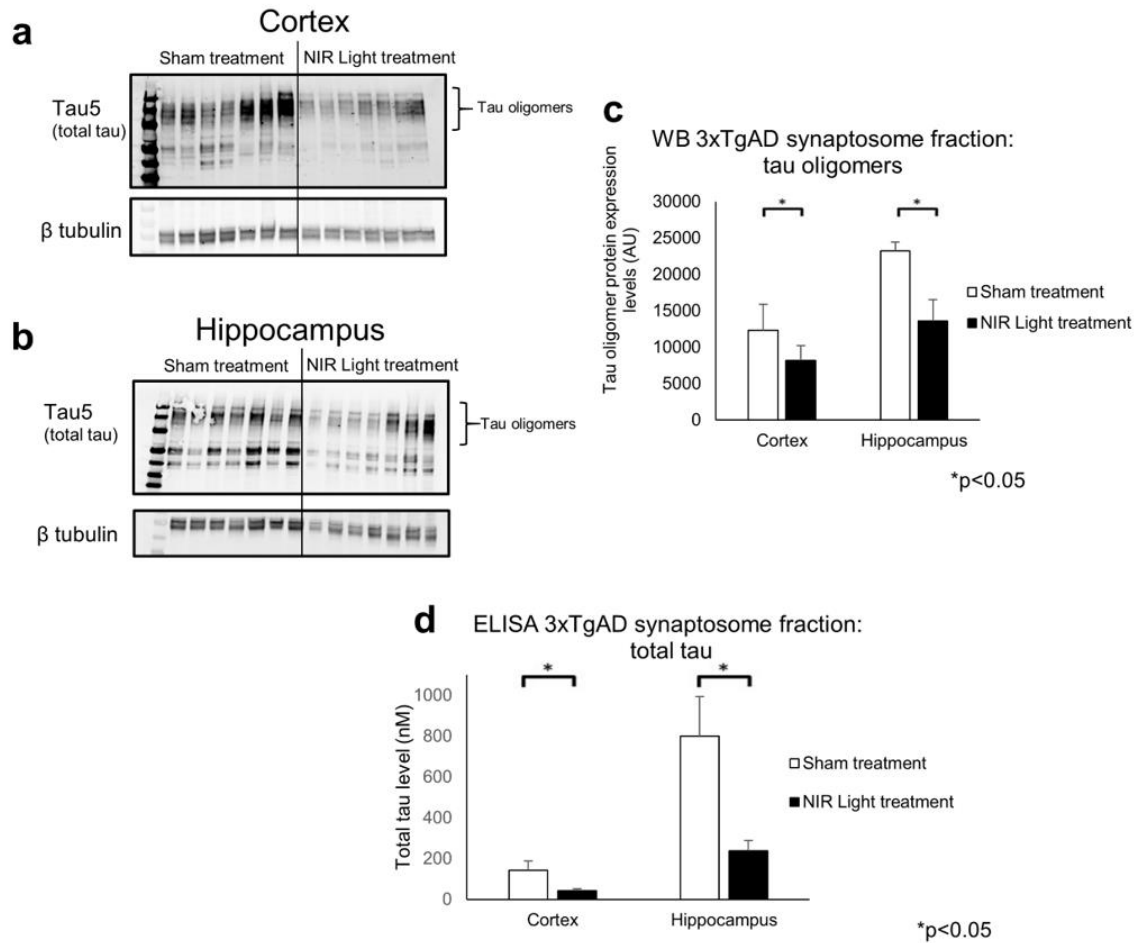 a
Cortex
Sham treatment
NIR Light treatment
Tau5
(total tau)
Tau oligomers
β tubulin
b
Hippocampus
Sham treatment
NIR Light treatment
Tau5
(total tau)
Tau oligomers
β tubulin
c
WB 3xTgAD synaptosome fraction:
tau oligomers
Tau oligomer protein expression
levels (AU)
30000
25000
20000
15000
10000
5000
0
*
*
Cortex
Hippocampus
Sham treatment
NIR Light treatment
*p<0.05
d
ELISA 3xTgAD synaptosome fraction:
total tau
Total tau level (nM)
1000
800
600
400
200
0
*
*
Cortex
Hippocampus
Sham treatment
NIR Light treatment
*p<0.05